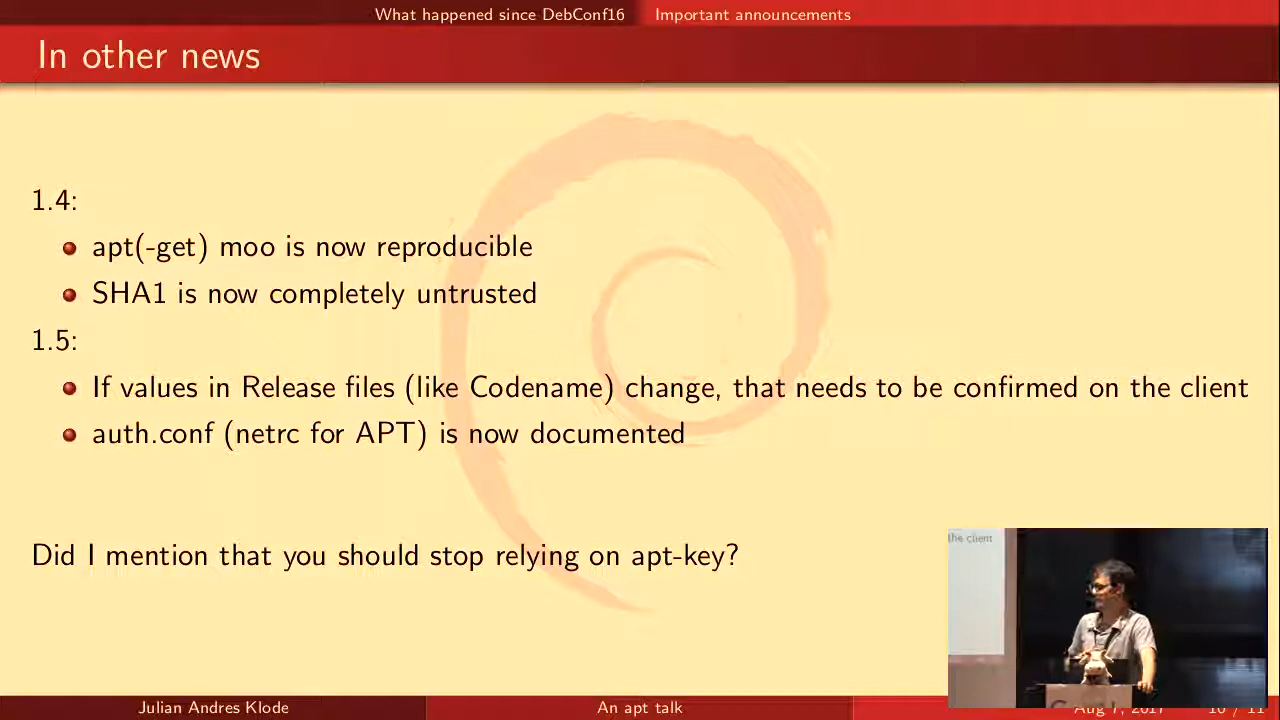 What happened since DebConf16 Important announcements
In other news
1.4:
apt(-get) moo is now reproducible
SHA1 is now completely untrusted
1.5:
If values in Release files (like Codename) change, that needs to be confirmed on the client
auth.conf (netrc for APT) is now documented
Did I mention that you should stop relying on apt-key?
the client
Julian Andres Klode An apt talk Aug 7, 2017 10 / 11